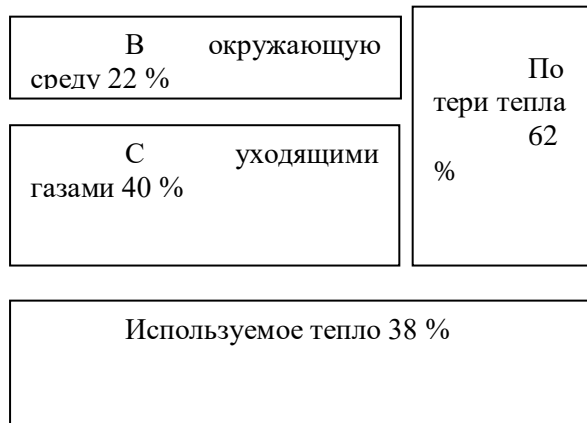 В окружающую
среду 22 %
С уходящими
газами 40 %
По
тери тепла
62
%
Используемое тепло 38 %